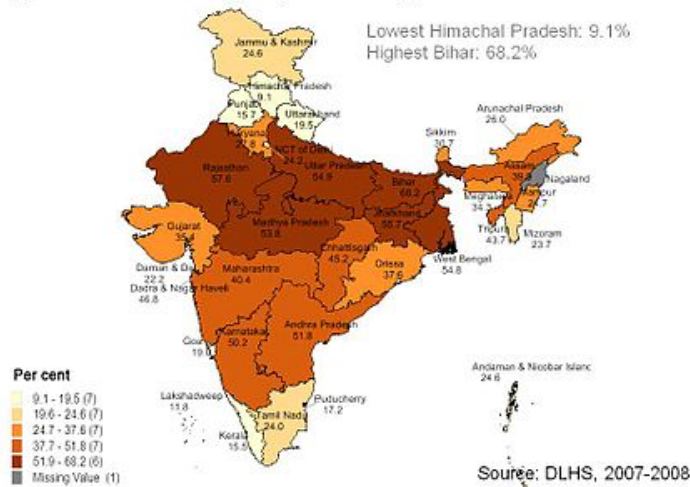 Lowest Himachal Pradesh: 9.1%
Highest Bihar: 68.2%
Jammu & Kashmir
24.6
Himachal Pradesh
9.1
Punjab
15.7
Uttarakhand
19.5
Haryana
NCT of Delhi
24.2
Rajasthan
57.6
Uttar Pradesh
54.9
Bihar
68.2
Sikkim
30.7
Arunachal Pradesh
26.0
Assam
Nagaland
Meghalaya
Manipur
Tripura
43.7
Mizoram
23.7
Jharkhand
55.7
West Bengal
54.8
Gujarat
Madhya Pradesh
53.8
Chhattisgarh
45.2
Orissa
37.6
Daman & Diu
22.2
Dadra & Nagar Haveli
46.8
Maharashtra
40.4
Andhra Pradesh
51.8
Karnataka
50.2
Goa
Lakshadweep
11.8
Kerala
15.5
Tamil Nadu
24.0
Puducherry
17.2
Andaman & Nicobar Islanc
24.6
Per cent
9.1 - 19.5 (7)
19.6 - 24.6 (7)
24.7 - 37.6 (7)
37.7 - 51.8 (7)
51.9 - 68.2 (6)
Missing Value (1)
Source: DLHS, 2007-2008